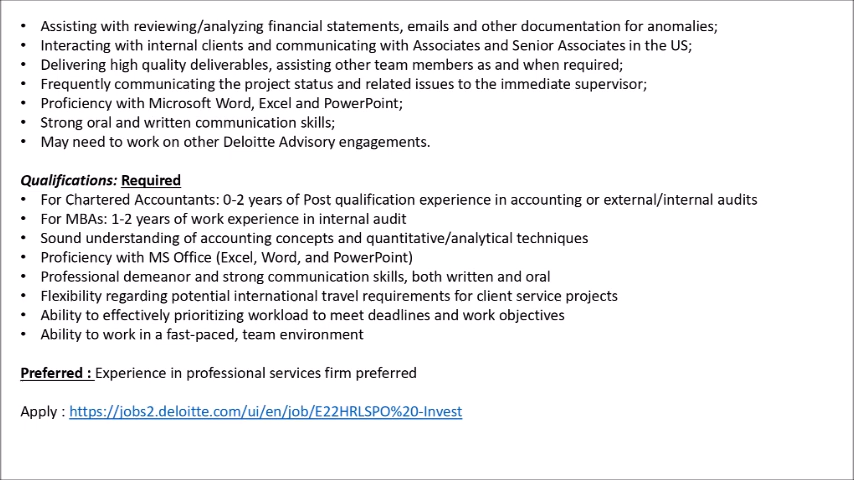 • Assisting with reviewing/analyzing financial statements, emails and other documentation for anomalies;
• Interacting with internal clients and communicating with Associates and Senior Associates in the US;
• Delivering high quality deliverables, assisting other team members as and when required;
• Frequently communicating the project status and related issues to the immediate supervisor;
• Proficiency with Microsoft Word, Excel and PowerPoint;
• Strong oral and written communication skills;
• May need to work on other Deloitte Advisory engagements.
Qualifications: Required
• For Chartered Accountants: 0-2 years of Post qualification experience in accounting or external/internal audits
• For MBAs: 1-2 years of work experience in internal audit
• Sound understanding of accounting concepts and quantitative/analytical techniques
• Proficiency with MS Office (Excel, Word, and PowerPoint)
• Professional demeanor and strong communication skills, both written and oral
• Flexibility regarding potential international travel requirements for client service projects
• Ability to effectively prioritizing workload to meet deadlines and work objectives
• Ability to work in a fast-paced, team environment
Preferred : Experience in professional services firm preferred
Apply : https://jobs2.deloitte.com/ui/en/job/E22HRLSPO%20-Invest